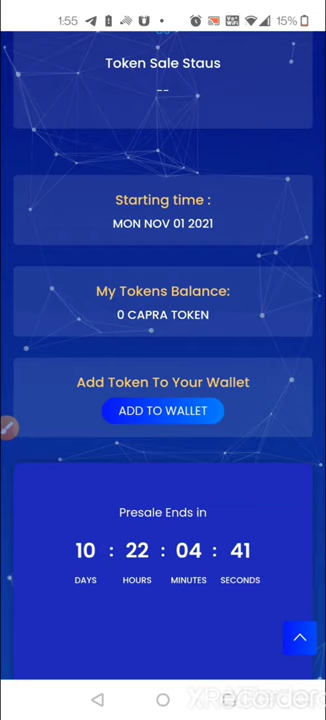 1:55
15%
Token Sale Staus
--
Starting time :
MON NOV 01 2021
My Tokens Balance:
0 CAPRA TOKEN
Add Token To Your Wallet
ADD TO WALLET
Presale Ends in
10 : 22 : 04 : 41
DAYS HOURS MINUTES SECONDS
XRecorder